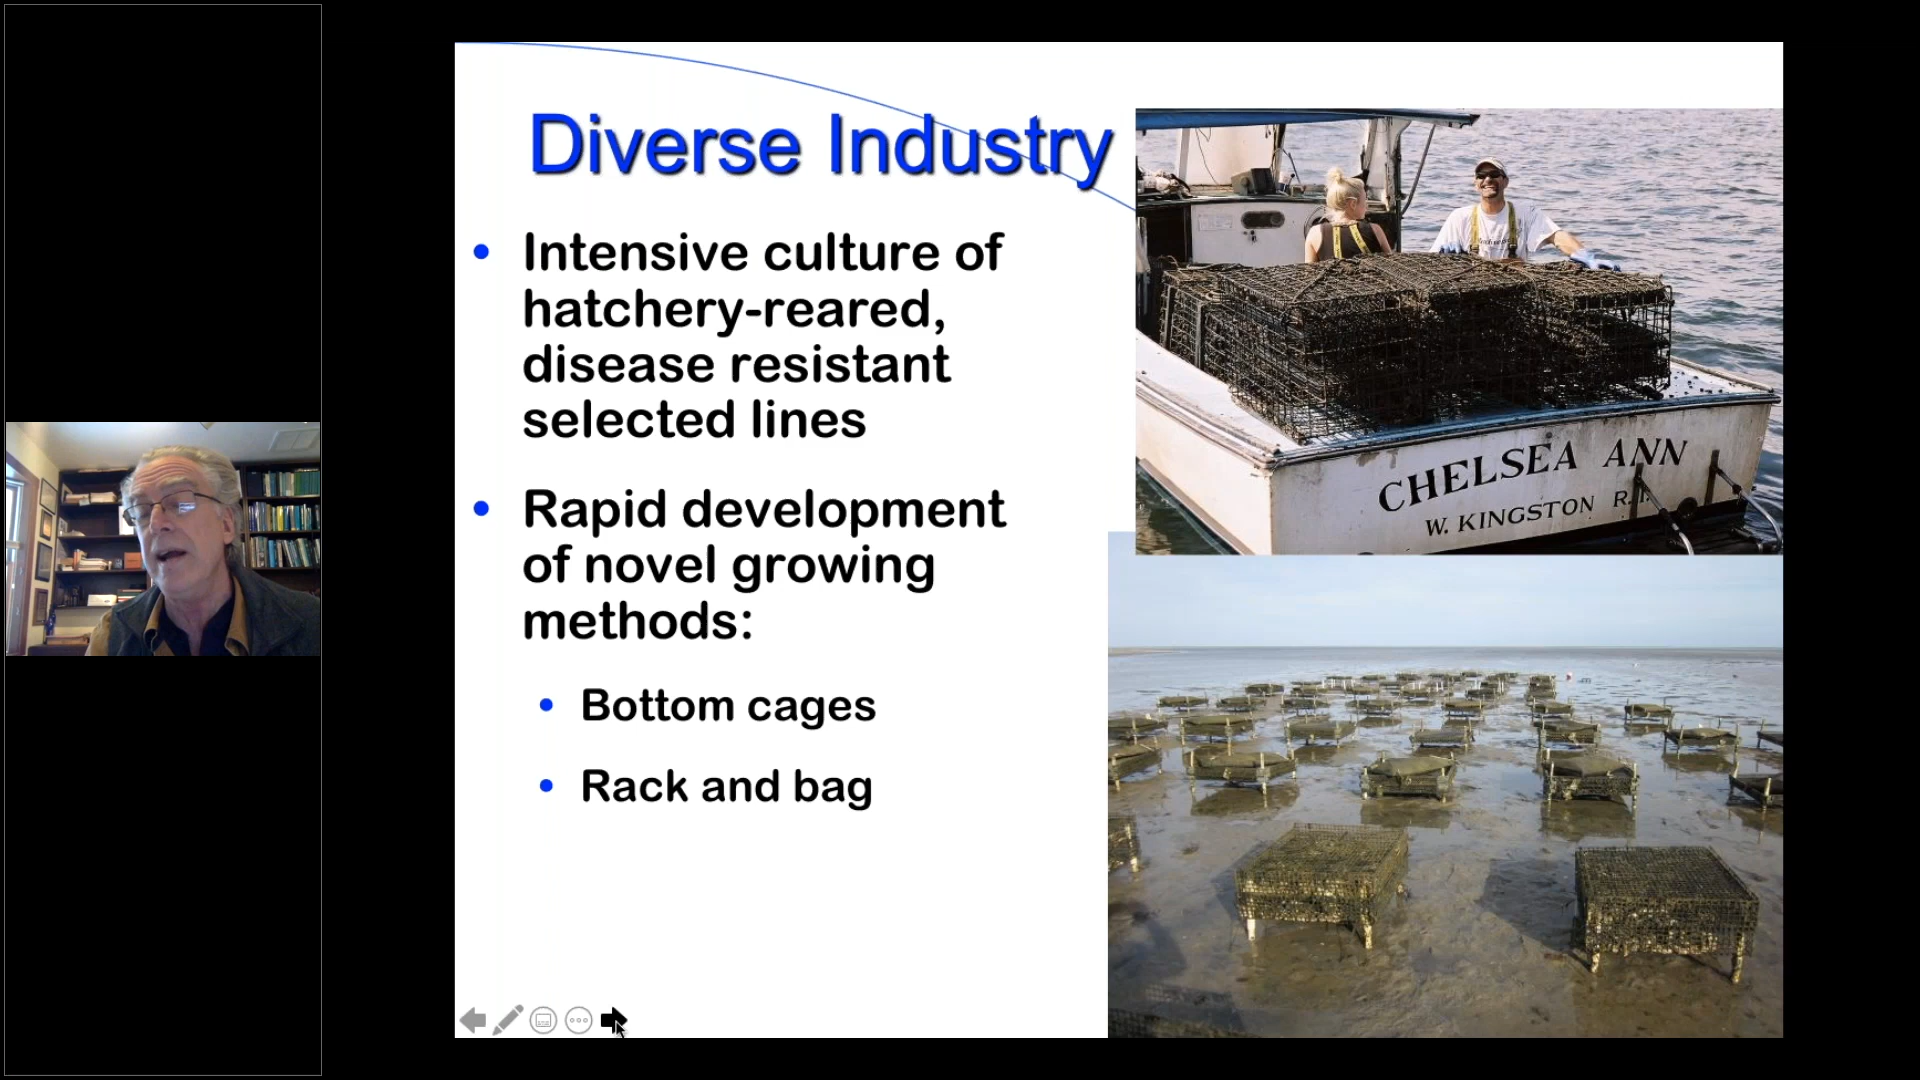 Diverse Industry
• Intensive culture of
hatchery-reared,
disease resistant
selected lines
• Rapid development
of novel growing
methods:
• Bottom cages
• Rack and bag
CHELSEA ANN
W. KINGSTON R.I.